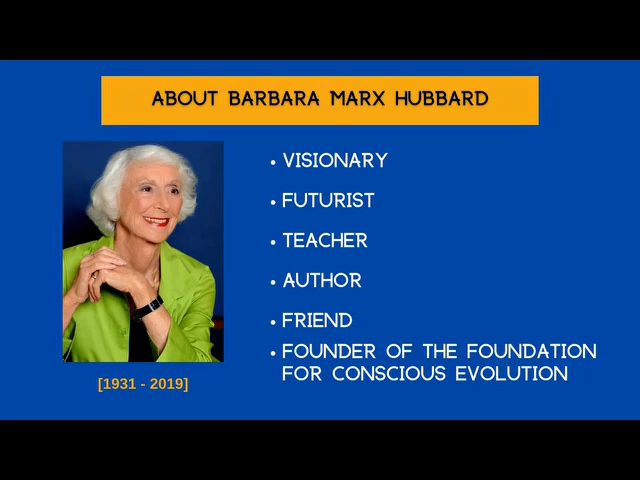 ABOUT BARBARA MARX HUBBARD
• VISIONARY
• FUTURIST
• TEACHER
• AUTHOR
• FRIEND
• FOUNDER OF THE FOUNDATION
FOR CONSCIOUS EVOLUTION
[1931 - 2019]